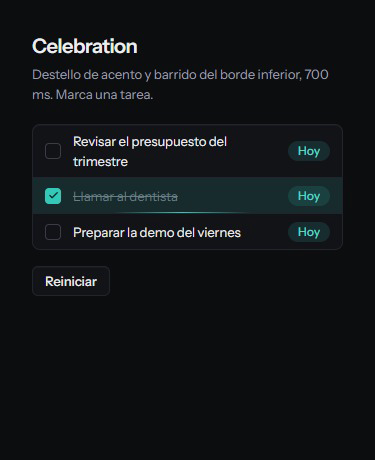 Celebration
Destello de acento y barrido del borde inferior, 700
ms. Marca una tarea.
Revisar el presupuesto del
trimestre
Hoy
Llamar al dentista
Hoy
Preparar la demo del viernes
Hoy
Reiniciar